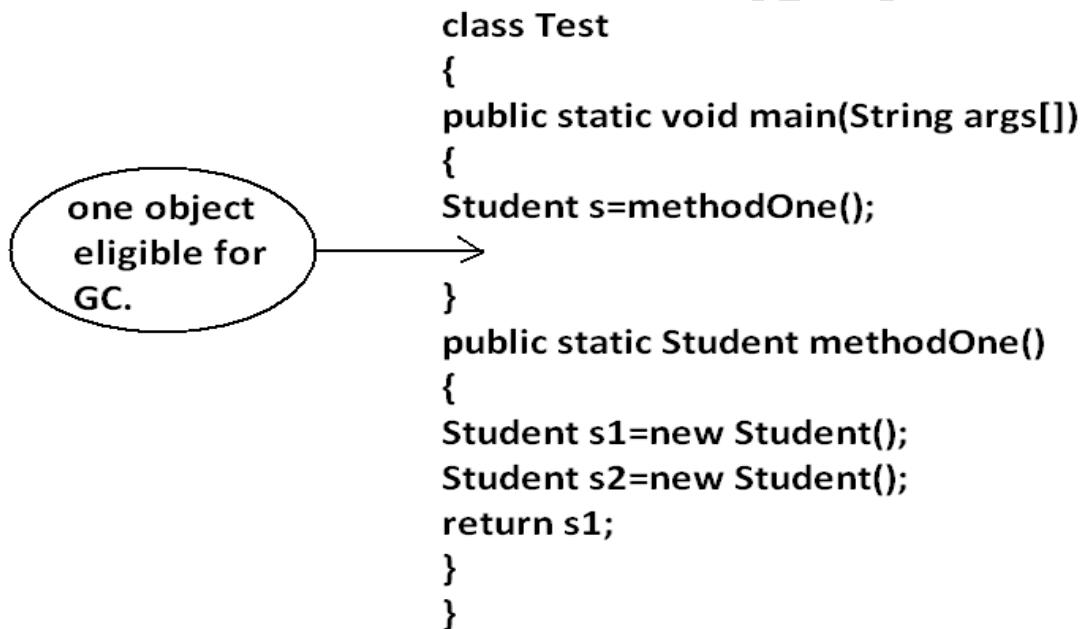 class Test
{
public static void main(String args[])
{
Student s=methodOne();
one object
eligible for
GC.
}
public static Student methodOne()
{
Student s1=new Student();
Student s2=new Student();
return s1;
}
}